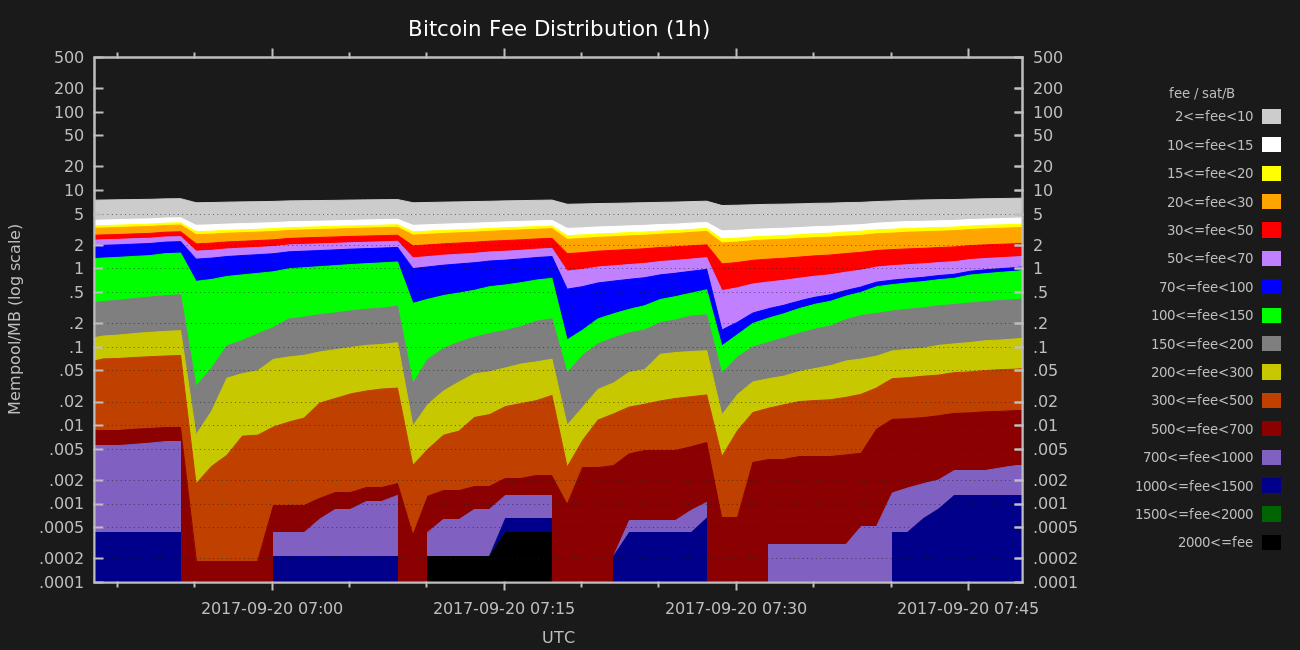 Bitcoin Fee Distribution (1h)
500
200
100
50
20
10
5
2
1
.5
.2
.1
.05
.02
.01
.005
.002
.001
.0005
.0002
.0001
Mempool/MB (log scale)
500
200
100
50
20
10
5
2
1
.5
.2
.1
.05
.02
.01
.005
.002
.001
.0005
.0002
.0001
2017-09-20 07:00
2017-09-20 07:15
2017-09-20 07:30
2017-09-20 07:45
UTC
fee / sat/B
2<=fee<10
10<=fee<15
15<=fee<20
20<=fee<30
30<=fee<50
50<=fee<70
70<=fee<100
100<=fee<150
150<=fee<200
200<=fee<300
300<=fee<500
500<=fee<700
700<=fee<1000
1000<=fee<1500
1500<=fee<2000
2000<=fee